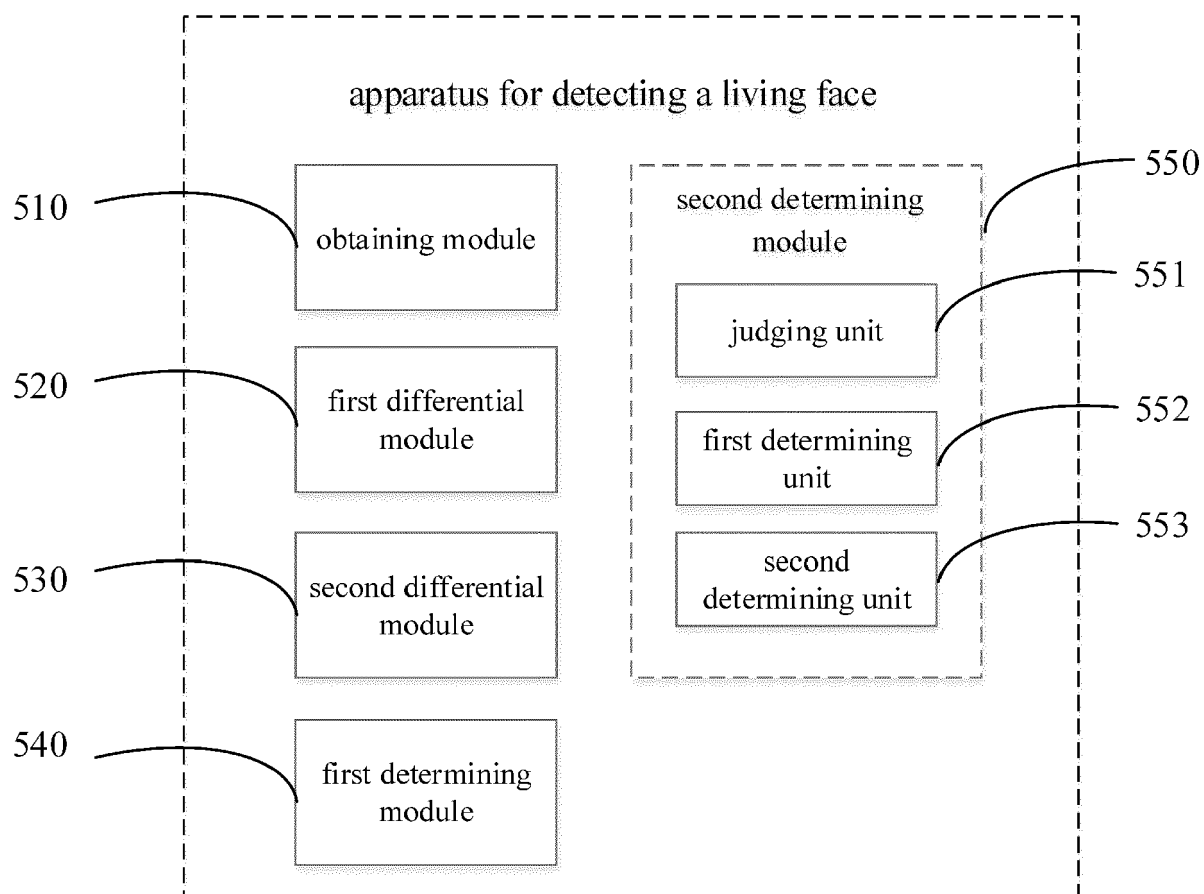 apparatus for detecting a living face
510
obtaining module
520
first differential
module
530
second differential
module
540
first determining
module
550
second determining
module
551
judging unit
552
first determining
unit
553
second
determining unit